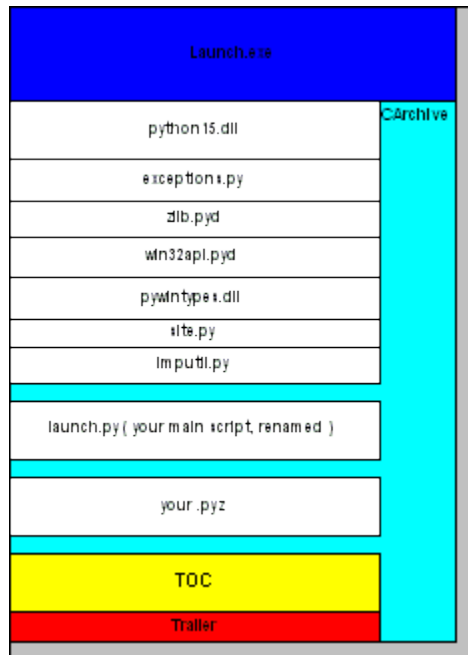 Launch.exe
CArchive
python15.dll
exceptions.py
zlib.pyd
win32api.pyd
pywintypes.dll
site.py
imputil.py
launch.py ( your main script, renamed )
your .pyz
TOC
Trailer